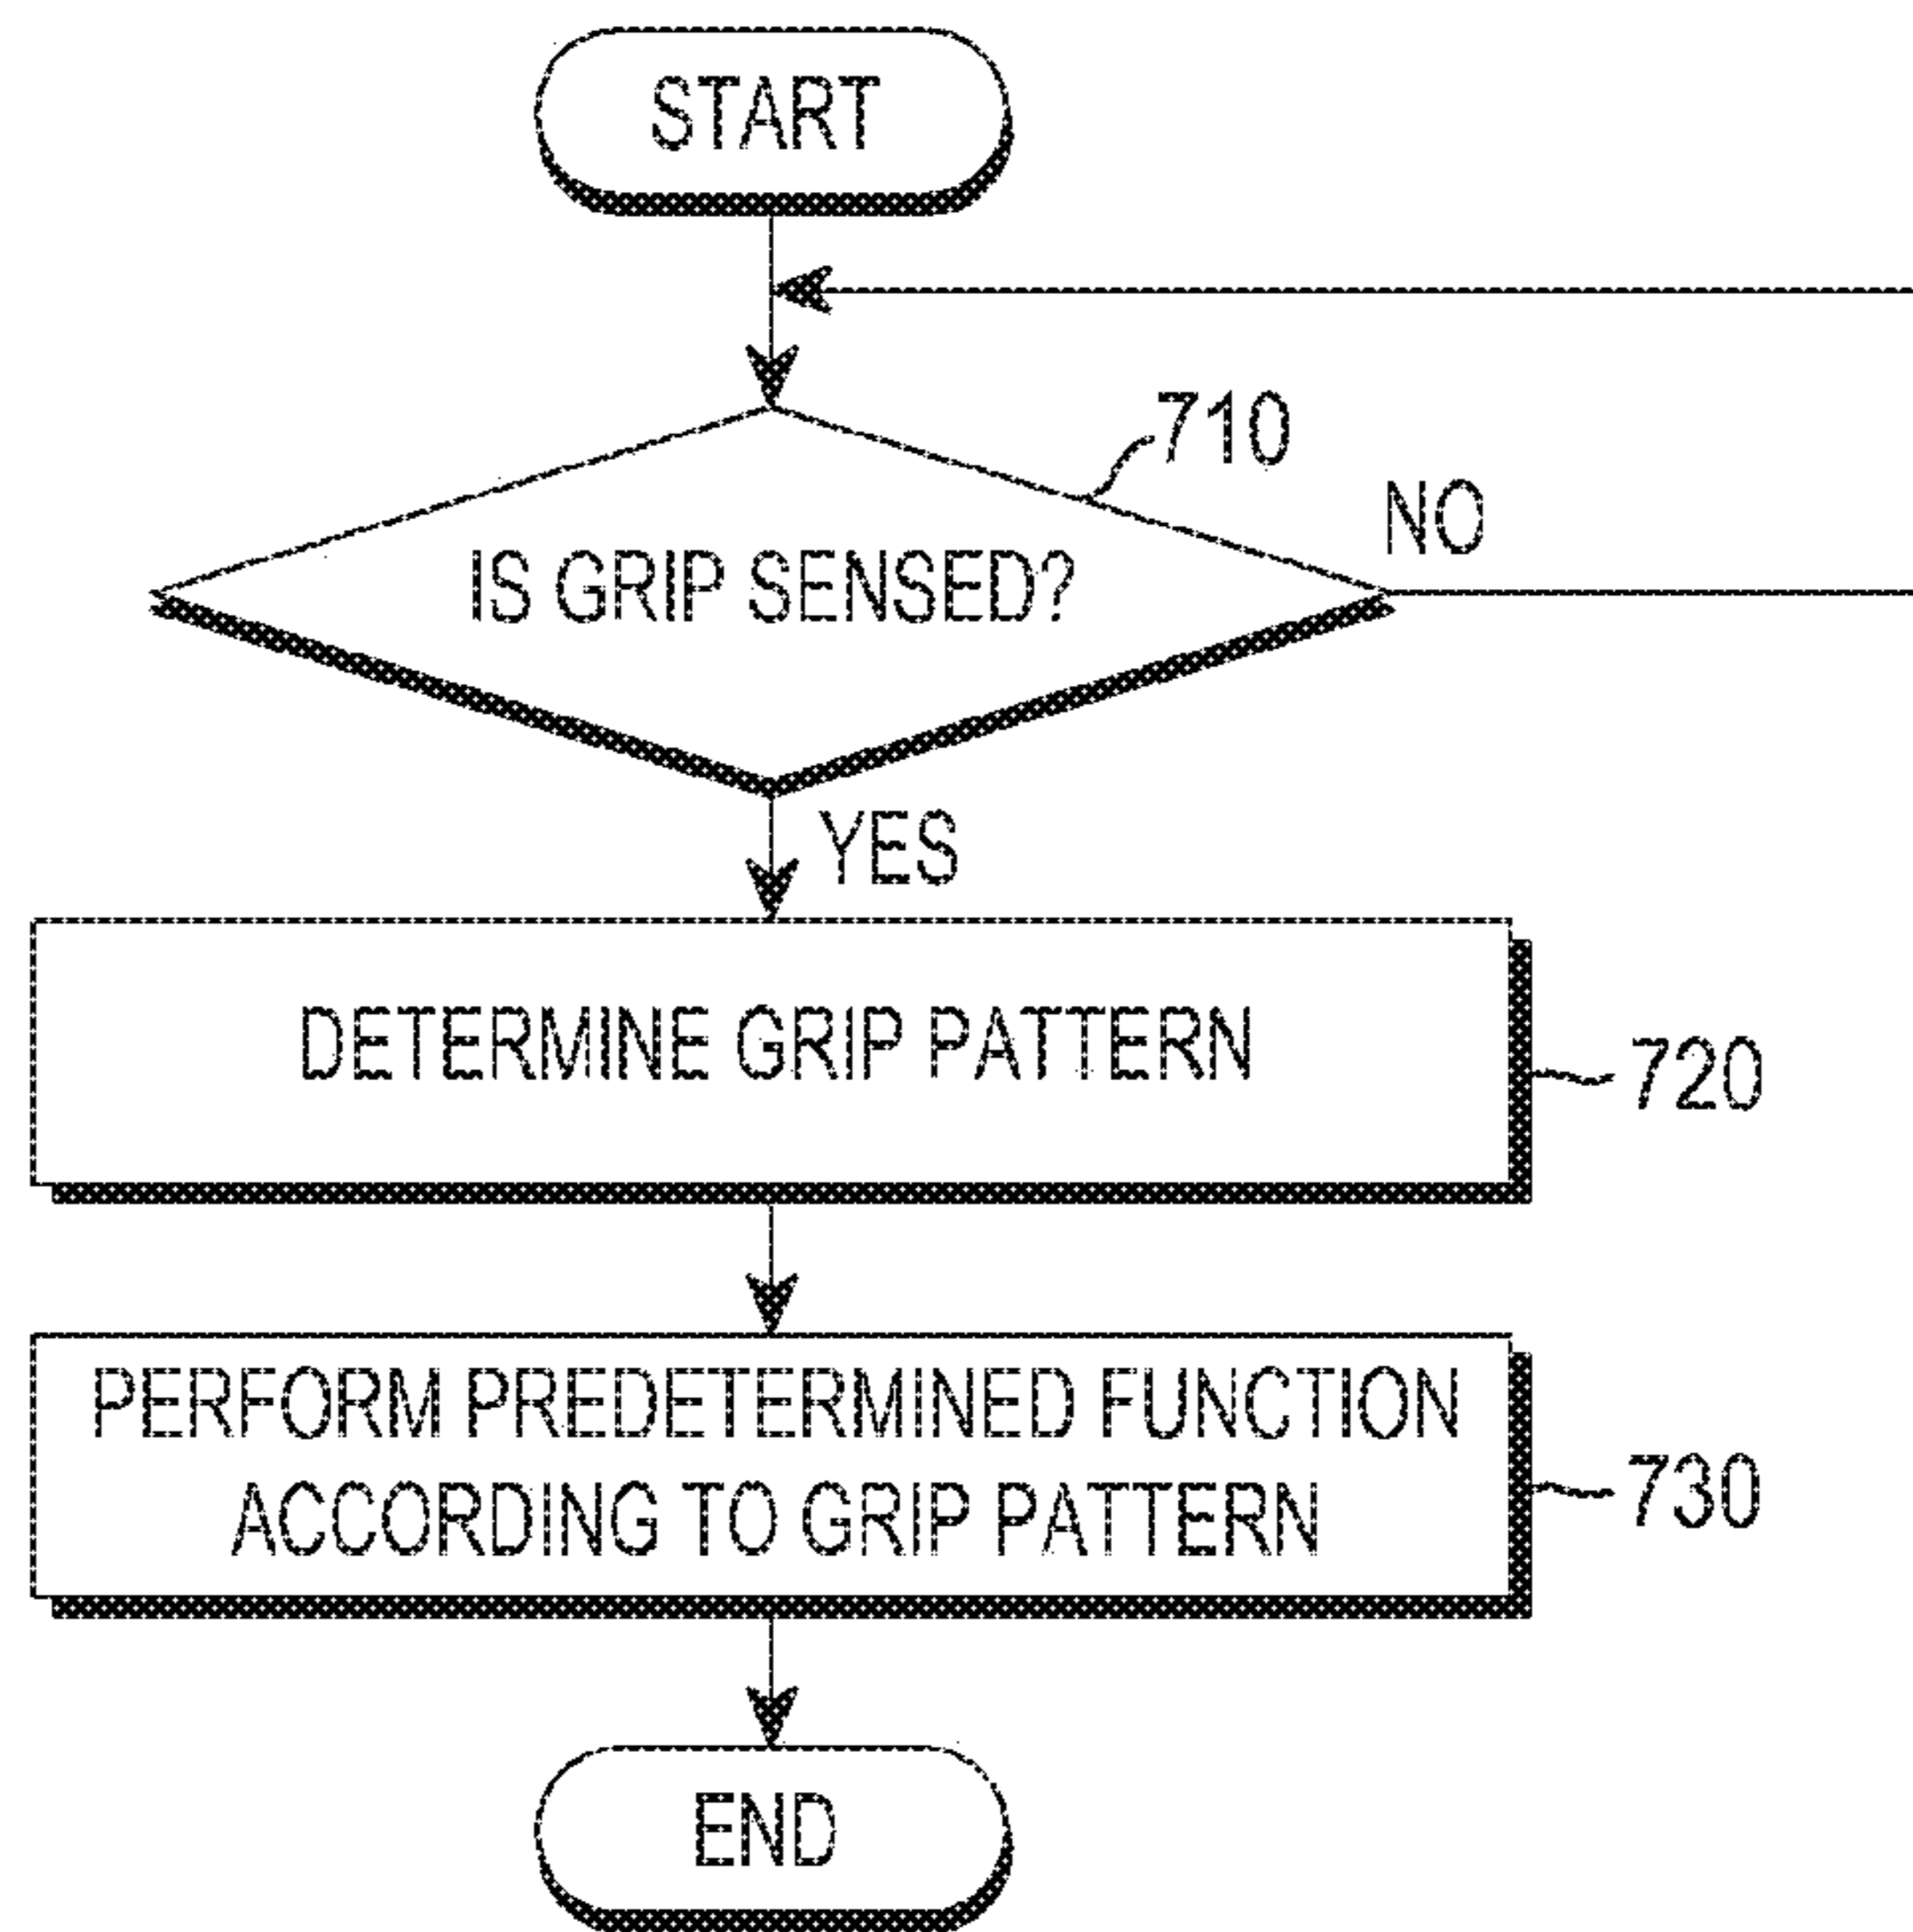 START
710
NO
IS GRIP SENSED?
YES
DETERMINE GRIP PATTERN
720
PERFORM PREDETERMINED FUNCTION
ACCORDING TO GRIP PATTERN
730
END